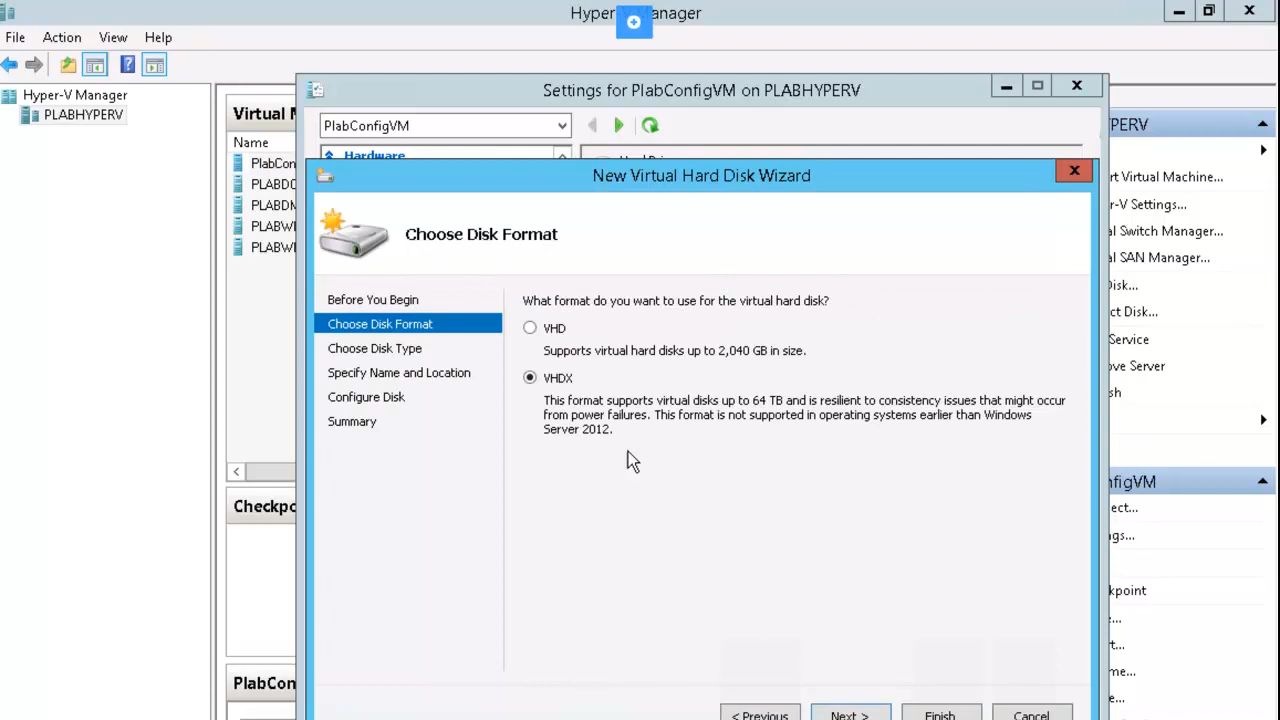 Hyper-V Manager
File Action View Help
Hyper-V Manager
PLABHYPERV
Virtual M
Name
PlabCon
PLABDC
PLABDM
PLABWI
PLABWI
Checkpo
PlabCon
Settings for PlabConfigVM on PLABHYPERV
PlabConfigVM
Hardware
New Virtual Hard Disk Wizard
Choose Disk Format
Before You Begin
Choose Disk Format
Choose Disk Type
Specify Name and Location
Configure Disk
Summary
What format do you want to use for the virtual hard disk?
VHD
Supports virtual hard disks up to 2,040 GB in size.
VHDX
This format supports virtual disks up to 64 TB and is resilient to consistency issues that might occur
from power failures. This format is not supported in operating systems earlier than Windows
Server 2012.
< Previous Next > Finish Cancel
YPERV
rt Virtual Machine...
r-V Settings...
al Switch Manager...
al SAN Manager...
Disk...
ct Disk...
Service
ove Server
sh
nfigVM
ect...
gs...
kpoint
t...
me...